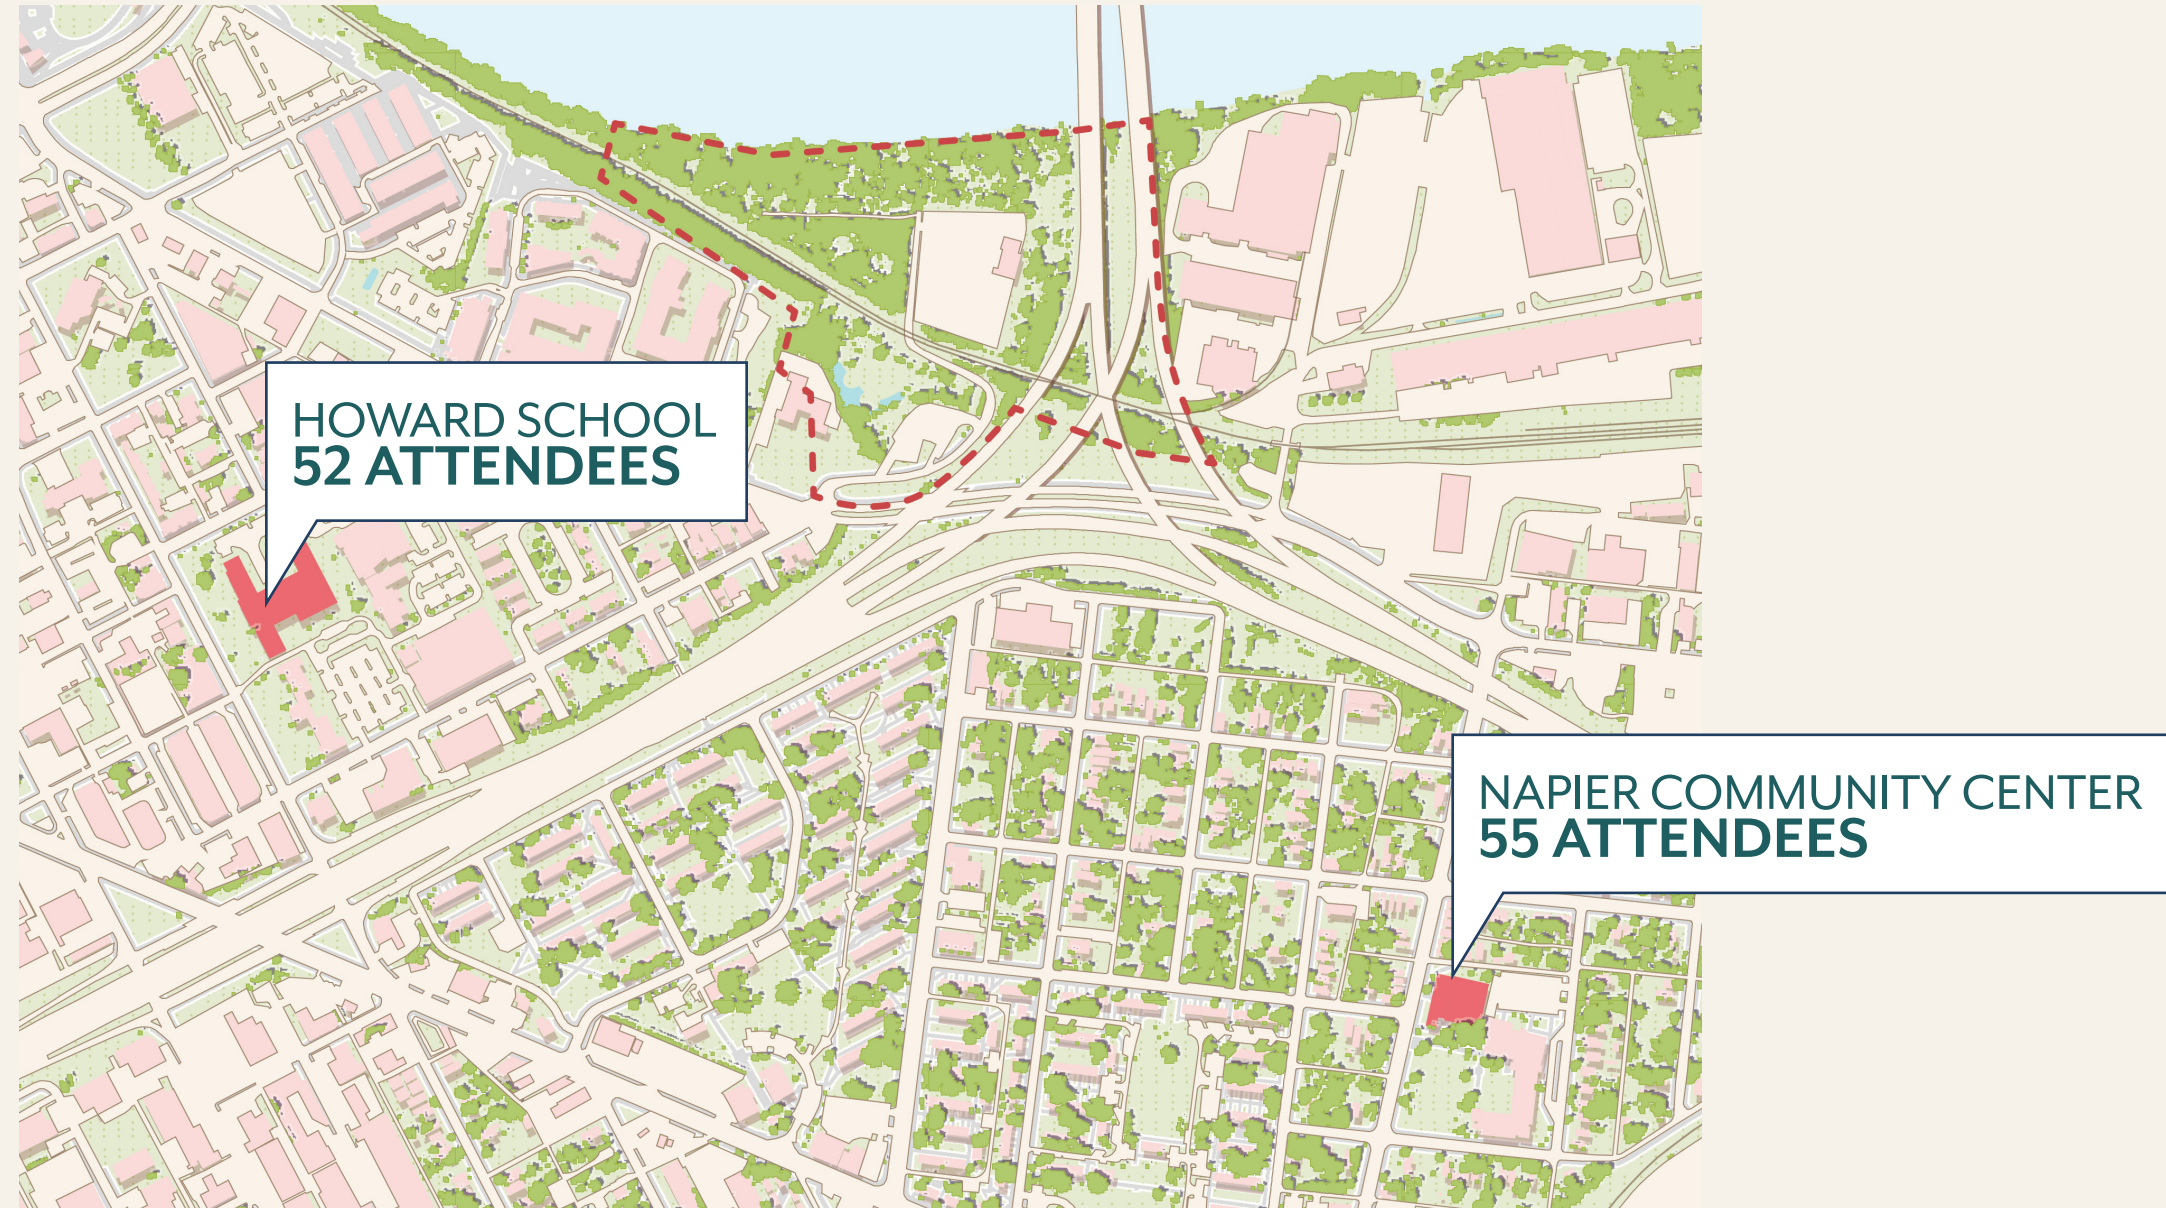 HOWARD SCHOOL
52 ATTENDEES
NAPIER COMMUNITY CENTER
55 ATTENDEES